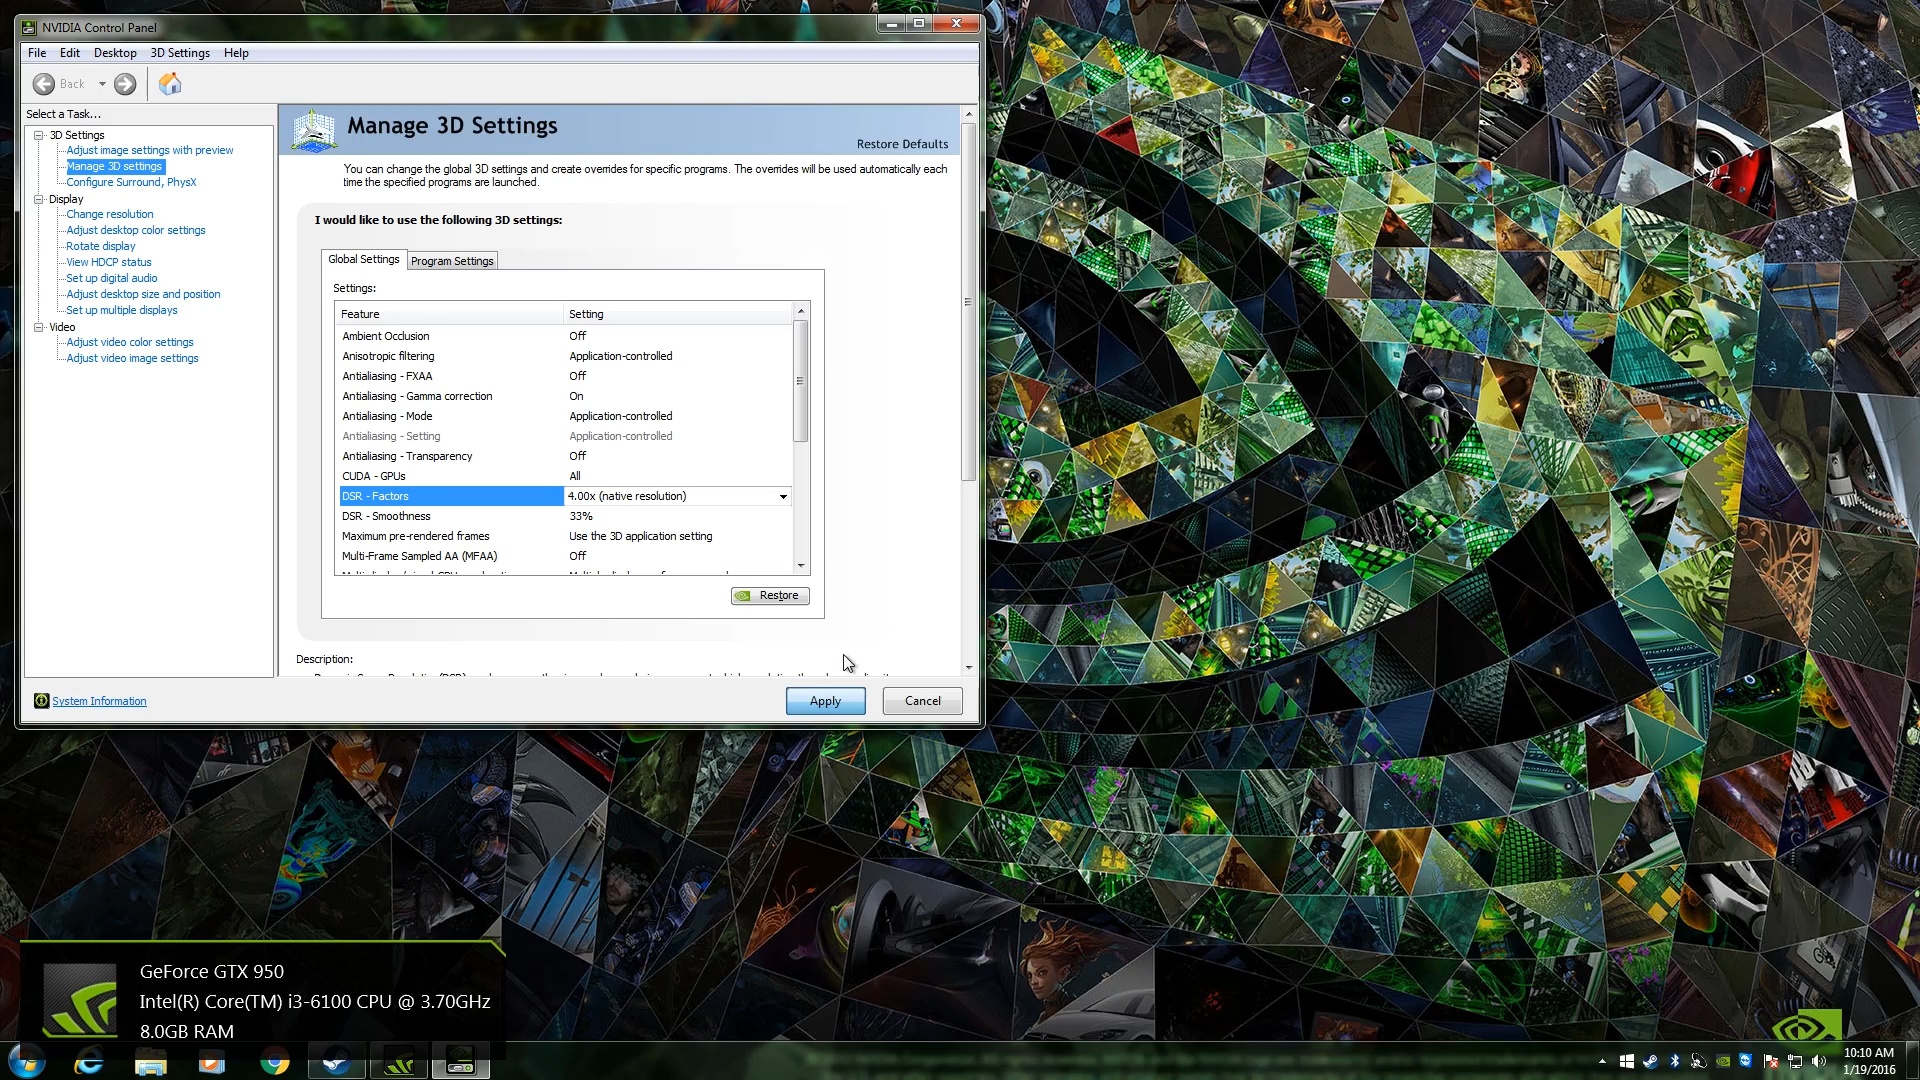 NVIDIA Control Panel
File Edit Desktop 3D Settings Help
Back
Select a Task...
3D Settings
Adjust image settings with preview
Manage 3D settings
Configure Surround, PhysX
Display
Change resolution
Adjust desktop color settings
Rotate display
View HDCP status
Set up digital audio
Adjust desktop size and position
Set up multiple displays
Video
Adjust video color settings
Adjust video image settings
System Information
Manage 3D Settings
Restore Defaults
You can change the global 3D settings and create overrides for specific programs. The overrides will be used automatically each
time the specified programs are launched.
I would like to use the following 3D settings:
Global Settings Program Settings
Settings:
Feature Setting
Ambient Occlusion Off
Anisotropic filtering Application-controlled
Antialiasing - FXAA Off
Antialiasing - Gamma correction On
Antialiasing - Mode Application-controlled
Antialiasing - Setting Application-controlled
Antialiasing - Transparency Off
CUDA - GPUs All
DSR - Factors 4.00x (native resolution)
DSR - Smoothness 33%
Maximum pre-rendered frames Use the 3D application setting
Multi-Frame Sampled AA (MFAA) Off
Restore
Description:
Apply Cancel
GeForce GTX 950
Intel(R) Core(TM) i3-6100 CPU @ 3.70GHz
8.0GB RAM
10:10 AM
1/19/2016